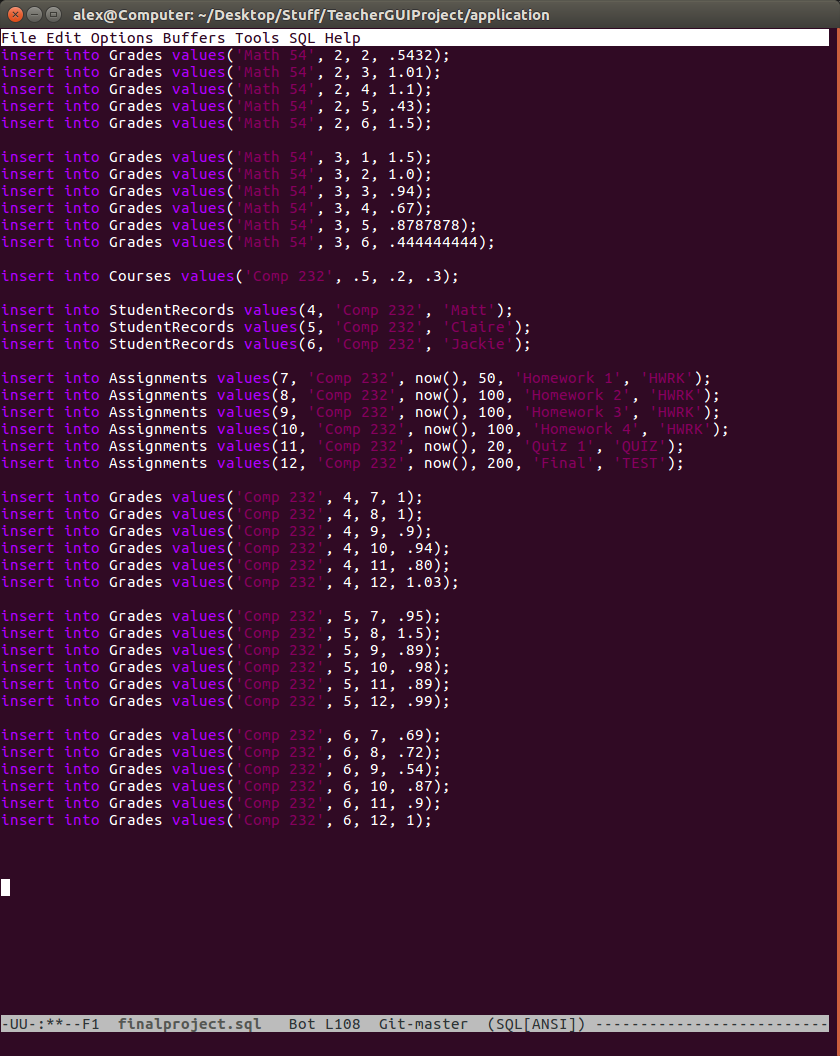 alex@Computer: ~/Desktop/Stuff/TeacherGUIProject/application
File Edit Options Buffers Tools SQL Help
insert into Grades values('Math 54', 2, 2, .5432);
insert into Grades values('Math 54', 2, 3, 1.01);
insert into Grades values('Math 54', 2, 4, 1.1);
insert into Grades values('Math 54', 2, 5, .43);
insert into Grades values('Math 54', 2, 6, 1.5);
insert into Grades values('Math 54', 3, 1, 1.5);
insert into Grades values('Math 54', 3, 2, 1.0);
insert into Grades values('Math 54', 3, 3, .94);
insert into Grades values('Math 54', 3, 4, .67);
insert into Grades values('Math 54', 3, 5, .8787878);
insert into Grades values('Math 54', 3, 6, .444444444);
insert into Courses values('Comp 232', .5, .2, .3);
insert into StudentRecords values(4, 'Comp 232', 'Matt');
insert into StudentRecords values(5, 'Comp 232', 'Claire');
insert into StudentRecords values(6, 'Comp 232', 'Jackie');
insert into Assignments values(7, 'Comp 232', now(), 50, 'Homework 1', 'HWRK');
insert into Assignments values(8, 'Comp 232', now(), 100, 'Homework 2', 'HWRK');
insert into Assignments values(9, 'Comp 232', now(), 100, 'Homework 3', 'HWRK');
insert into Assignments values(10, 'Comp 232', now(), 100, 'Homework 4', 'HWRK');
insert into Assignments values(11, 'Comp 232', now(), 20, 'Quiz 1', 'QUIZ');
insert into Assignments values(12, 'Comp 232', now(), 200, 'Final', 'TEST');
insert into Grades values('Comp 232', 4, 7, 1);
insert into Grades values('Comp 232', 4, 8, 1);
insert into Grades values('Comp 232', 4, 9, .9);
insert into Grades values('Comp 232', 4, 10, .94);
insert into Grades values('Comp 232', 4, 11, .80);
insert into Grades values('Comp 232', 4, 12, 1.03);
insert into Grades values('Comp 232', 5, 7, .95);
insert into Grades values('Comp 232', 5, 8, 1.5);
insert into Grades values('Comp 232', 5, 9, .89);
insert into Grades values('Comp 232', 5, 10, .98);
insert into Grades values('Comp 232', 5, 11, .89);
insert into Grades values('Comp 232', 5, 12, .99);
insert into Grades values('Comp 232', 6, 7, .69);
insert into Grades values('Comp 232', 6, 8, .72);
insert into Grades values('Comp 232', 6, 9, .54);
insert into Grades values('Comp 232', 6, 10, .87);
insert into Grades values('Comp 232', 6, 11, .9);
insert into Grades values('Comp 232', 6, 12, 1);
-UU-:**--F1  finalproject.sql   Bot L108  Git-master  (SQL[ANSI]) --------------------------